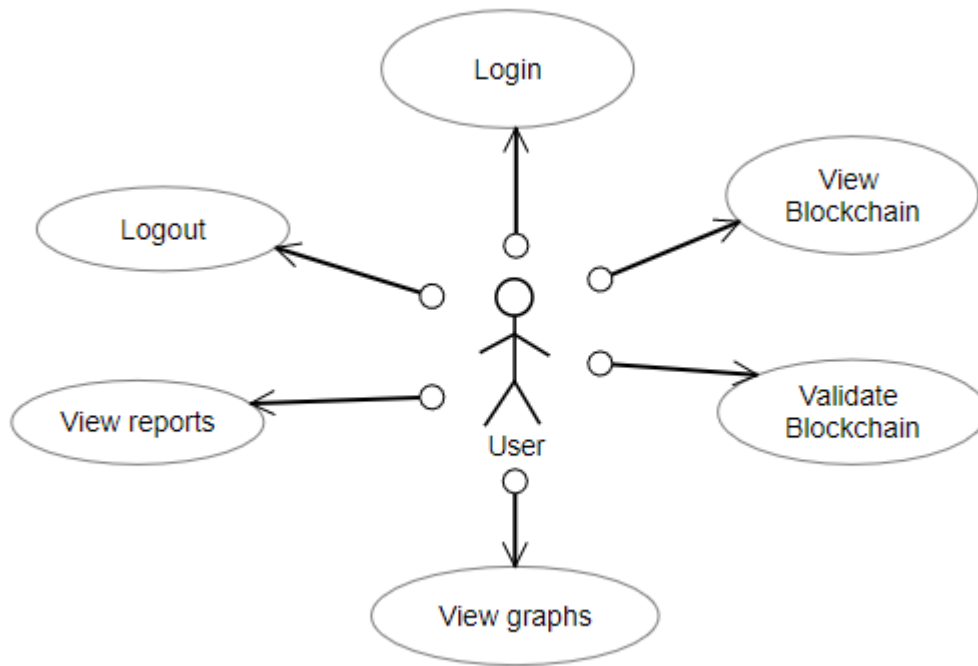 Login
View
Blockchain
Logout
Validate
Blockchain
View reports
User
View graphs